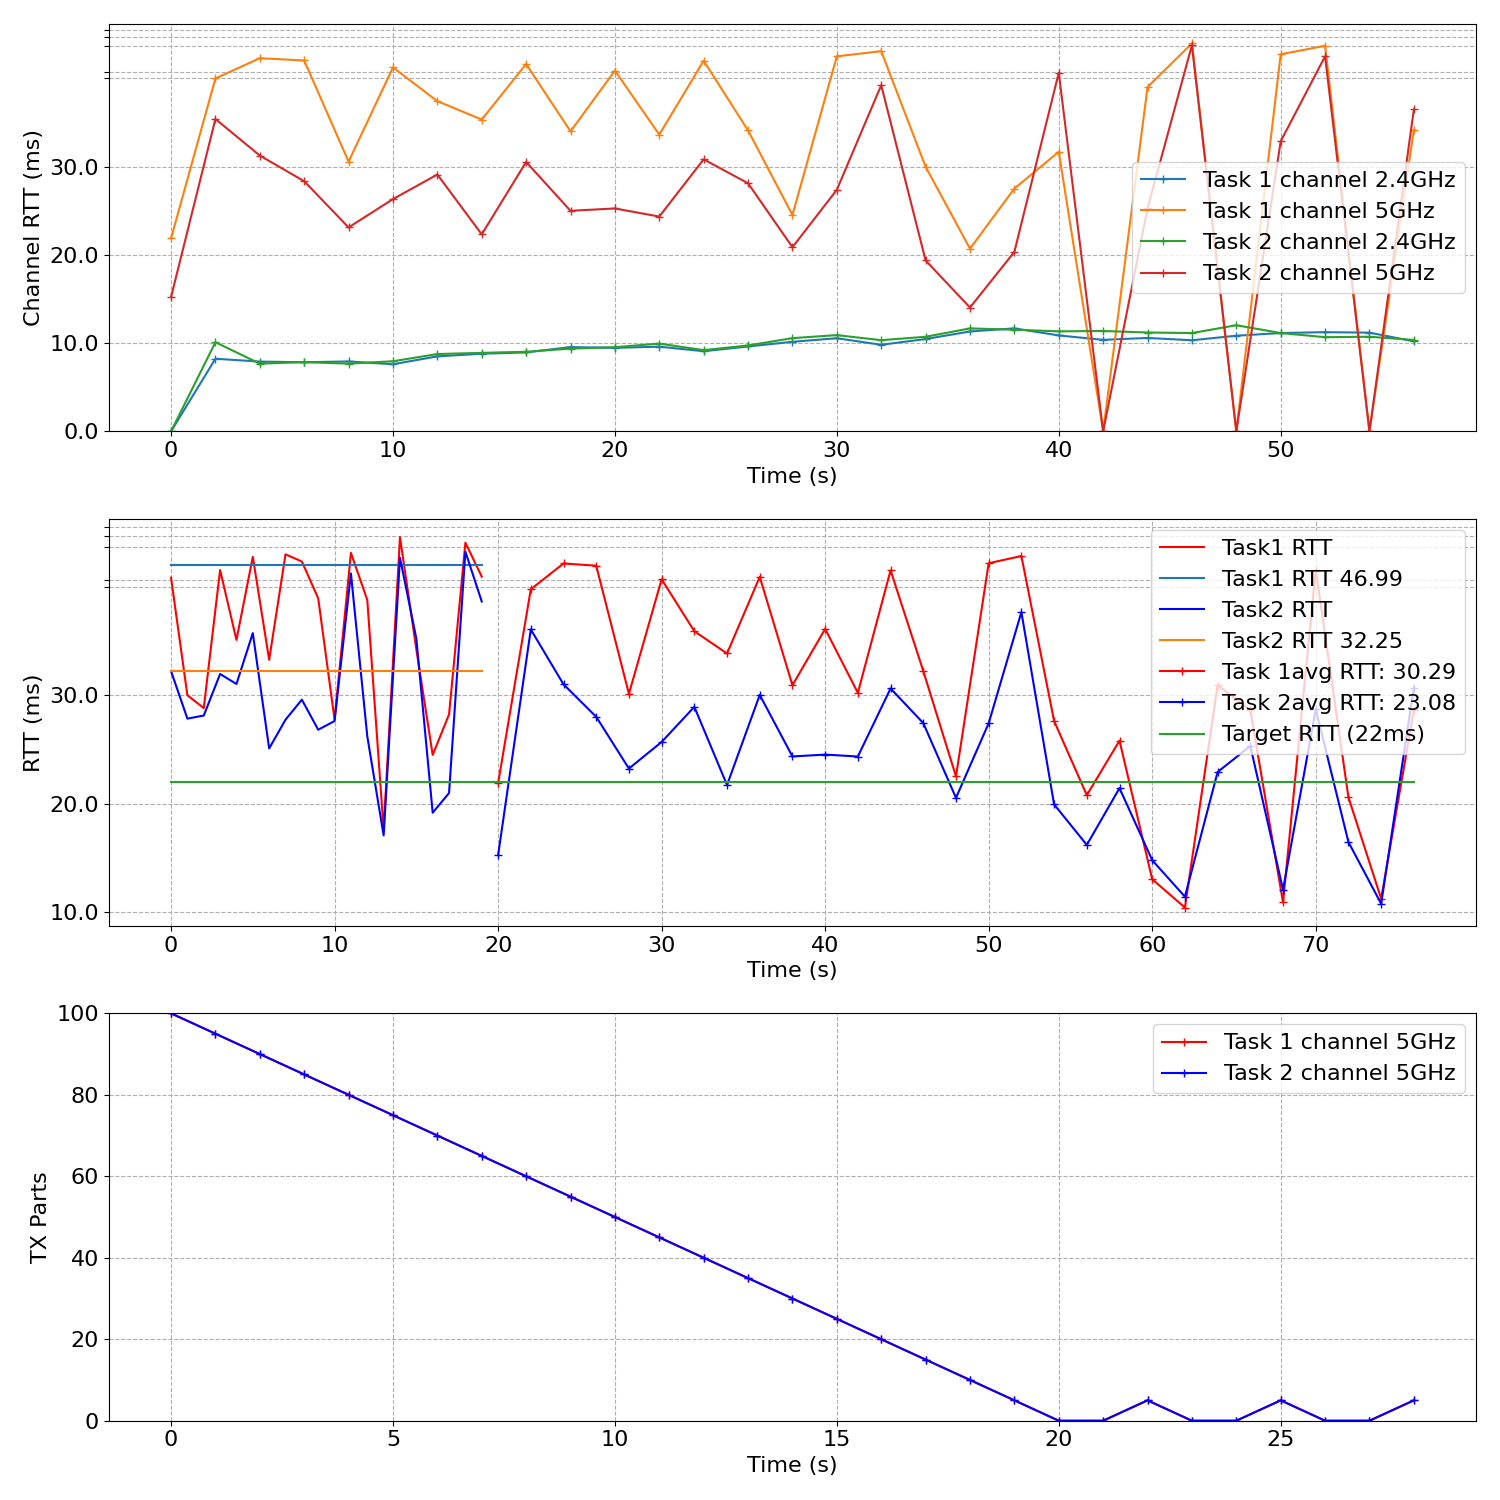 Channel RTT (ms)
30.0
20.0
10.0
0.0
Task 1 channel 2.4GHz
Task 1 channel 5GHz
Task 2 channel 2.4GHz
Task 2 channel 5GHz
0 10 20 30 40 50
Time (s)
RTT (ms)
30.0
20.0
10.0
Task1 RTT
Task1 RTT 46.99
Task2 RTT
Task2 RTT 32.25
Task 1avg RTT: 30.29
Task 2avg RTT: 23.08
Target RTT (22ms)
0 10 20 30 40 50 60 70
Time (s)
TX Parts
100
80
60
40
20
0
Task 1 channel 5GHz
Task 2 channel 5GHz
0 5 10 15 20 25
Time (s)